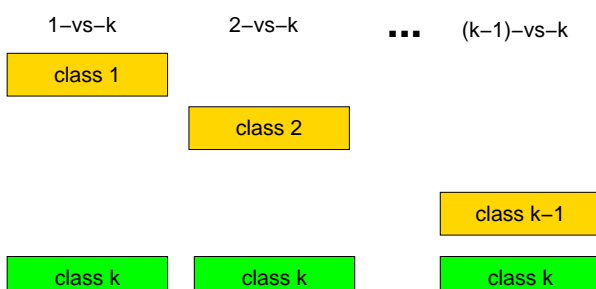 1−vs−k 2−vs−k ... (k−1)−vs−k
class 1
class 2
class k−1
class k class k class k